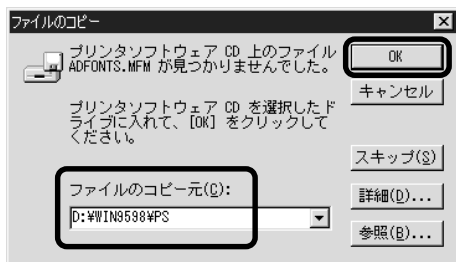 ファイルのコピー
プリンタソフトウェア CD 上のファイル
ADFONTS.MFM が見つかりませんでした。
プリンタソフトウェア CD を選択したド
ライブに入れて、[OK] をクリックして
ください。
ファイルのコピー元(C):
D:¥WIN9598¥PS
OK
キャンセル
スキップ(S)
詳細(D)...
参照(B)...